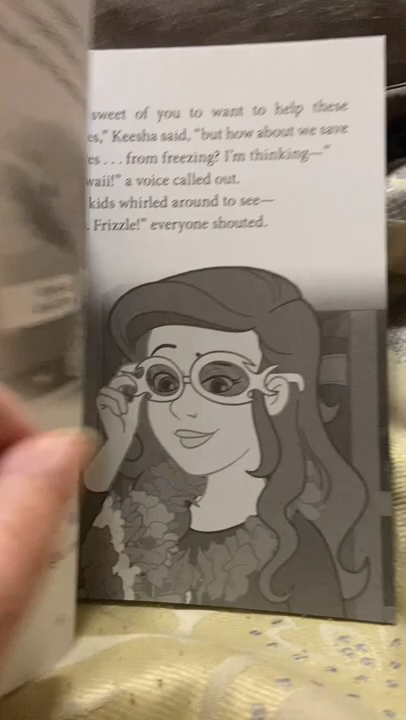 sweet of you to want to help these
es,” Keesha said, “but how about we save
es . . . from freezing? I’m thinking—”
waii!” a voice called out.
kids whirled around to see—
. Frizzle!” everyone shouted.